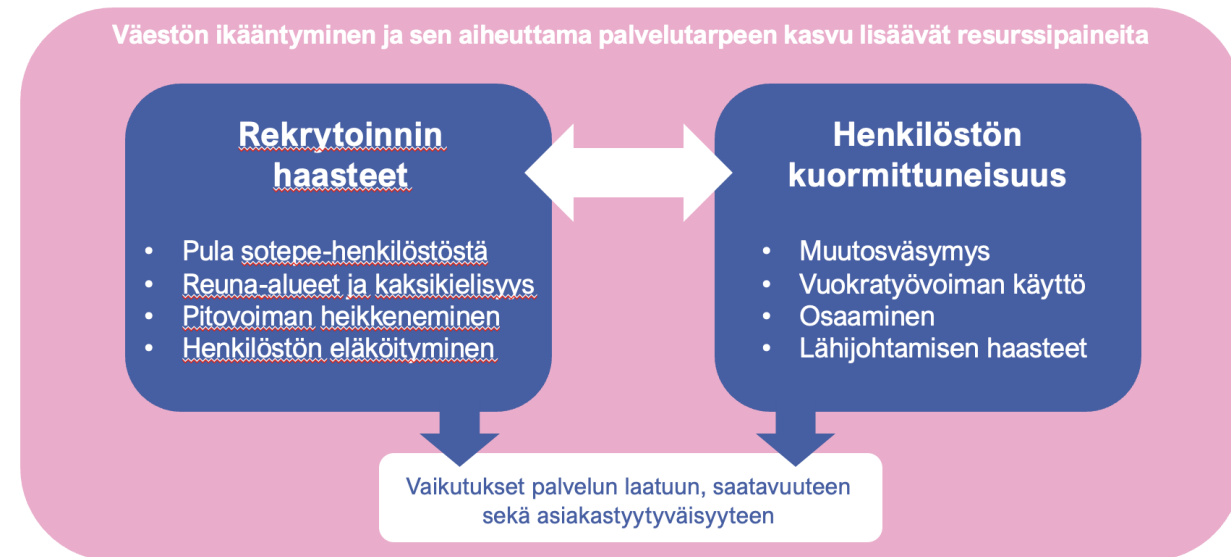 Väestön ikääntyminen ja sen aiheuttama palvelutarpeen kasvu lisäävät resurssipaineita
Rekrytoinnin
haasteet
• Pula sotepe-henkilöstöstä
• Reuna-alueet ja kaksikielisyys
• Pitovoiman heikkeneminen
• Henkilöstön eläköityminen
Henkilöstön
kuormittuneisuus
• Muutosväsymys
• Vuokratyövoiman käyttö
• Osaaminen
• Lähijohtamisen haasteet
Vaikutukset palvelun laatuun, saatavuuteen
sekä asiakastyytyväisyyteen